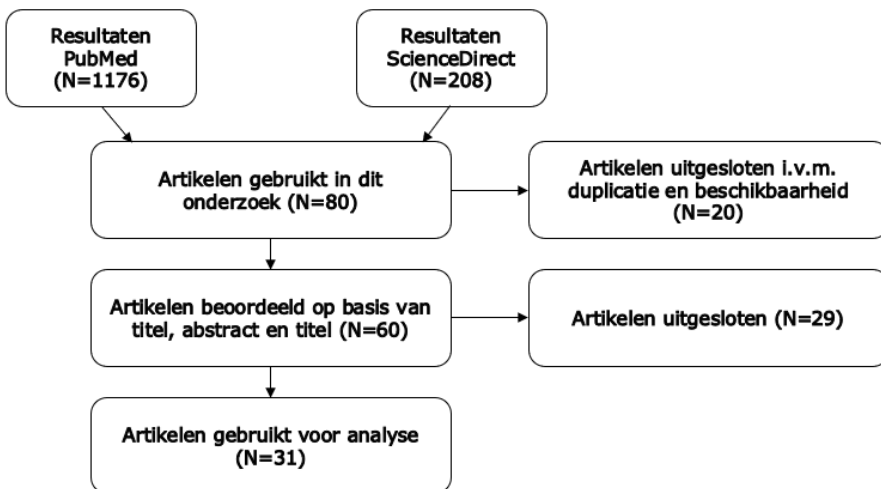 Resultaten
PubMed
(N=1176)
Resultaten
ScienceDirect
(N=208)
Artikelen gebruikt in dit
onderzoek (N=80)
Artikelen uitgesloten i.v.m.
duplicatie en beschikbaarheid
(N=20)
Artikelen beoordeeld op basis van
titel, abstract en titel (N=60)
Artikelen uitgesloten (N=29)
Artikelen gebruikt voor analyse
(N=31)